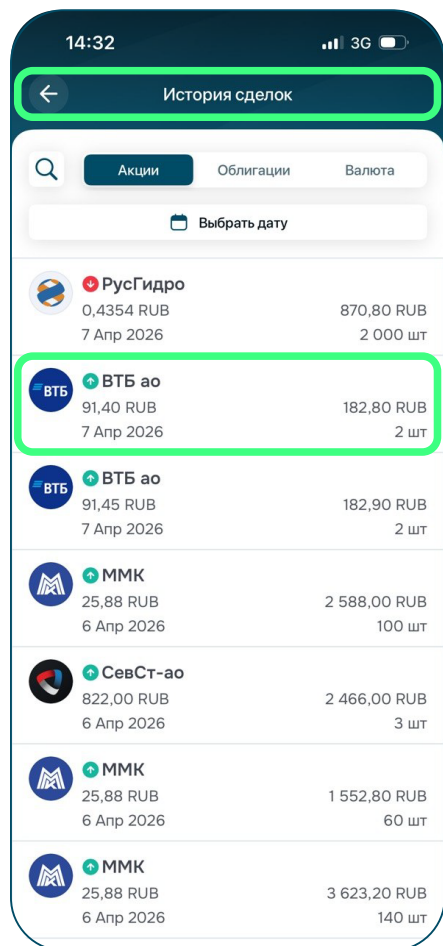 14:32 3G
История сделок
Акции Облигации Валюта
Выбрать дату
РусГидро
0,4354 RUB 870,80 RUB
7 Апр 2026 2 000 шт
ВТБ ВТБ ао
91,40 RUB 182,80 RUB
7 Апр 2026 2 шт
ВТБ ВТБ ао
91,45 RUB 182,90 RUB
7 Апр 2026 2 шт
ММК
25,88 RUB 2 588,00 RUB
6 Апр 2026 100 шт
СевСт-ао
822,00 RUB 2 466,00 RUB
6 Апр 2026 3 шт
ММК
25,88 RUB 1 552,80 RUB
6 Апр 2026 60 шт
ММК
25,88 RUB 3 623,20 RUB
6 Апр 2026 140 шт